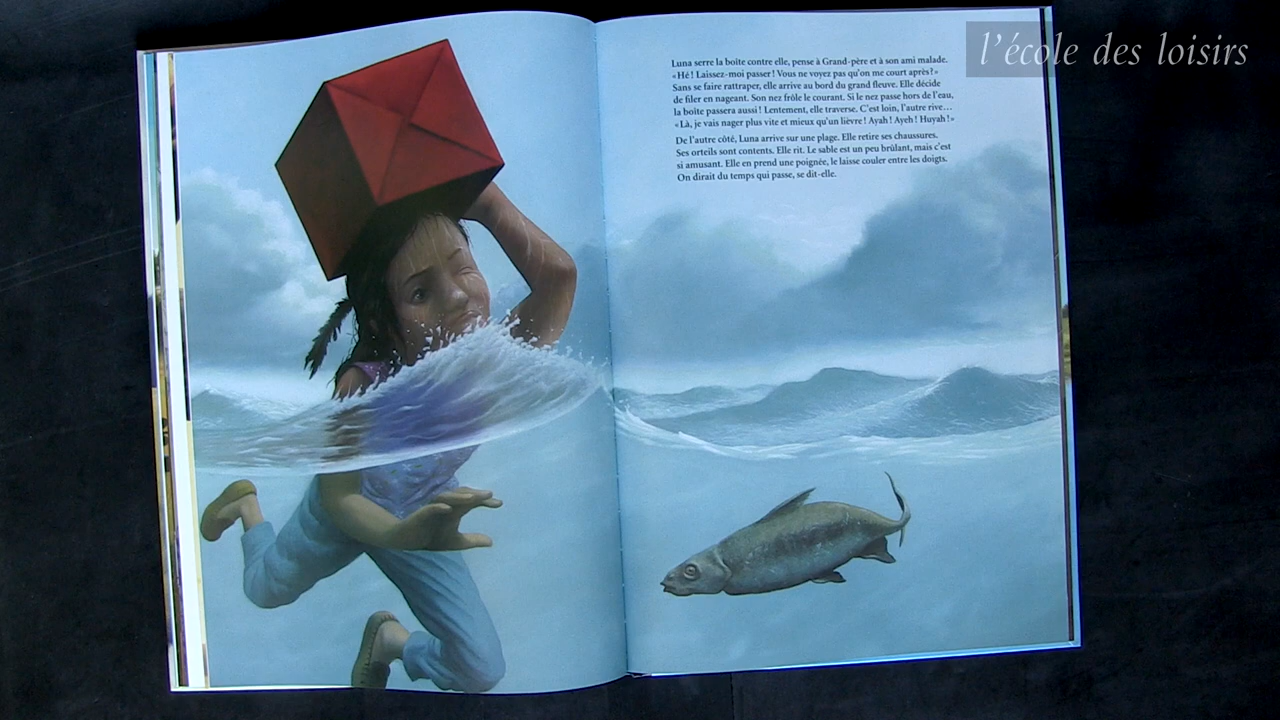 l'école des loisirs
Luna serre la boîte contre elle, pense à Grand-père et à son ami malade.
«Hé! Laissez-moi passer! Vous ne voyez pas qu'on me court après?»
Sans se faire rattraper, elle arrive au bord du grand fleuve. Elle décide
de filer en nageant. Son nez frôle le courant. Si le nez passe hors de l'eau,
la boîte passera aussi! Lentement, elle traverse. C'est loin, l'autre rive…
«Là, je vais nager plus vite et mieux qu'un lièvre! Ayah! Ayeh! Huyah!»
De l'autre côté, Luna arrive sur une plage. Elle retire ses chaussures.
Ses orteils sont contents. Elle rit. Le sable est un peu brûlant, mais c'est
si amusant. Elle en prend une poignée, le laisse couler entre les doigts.
On dirait du temps qui passe, se dit-elle.